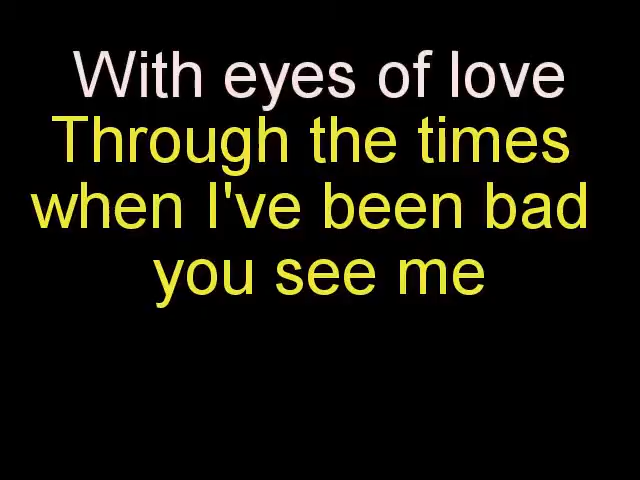 With eyes of love
Through the times
when I've been bad
you see me